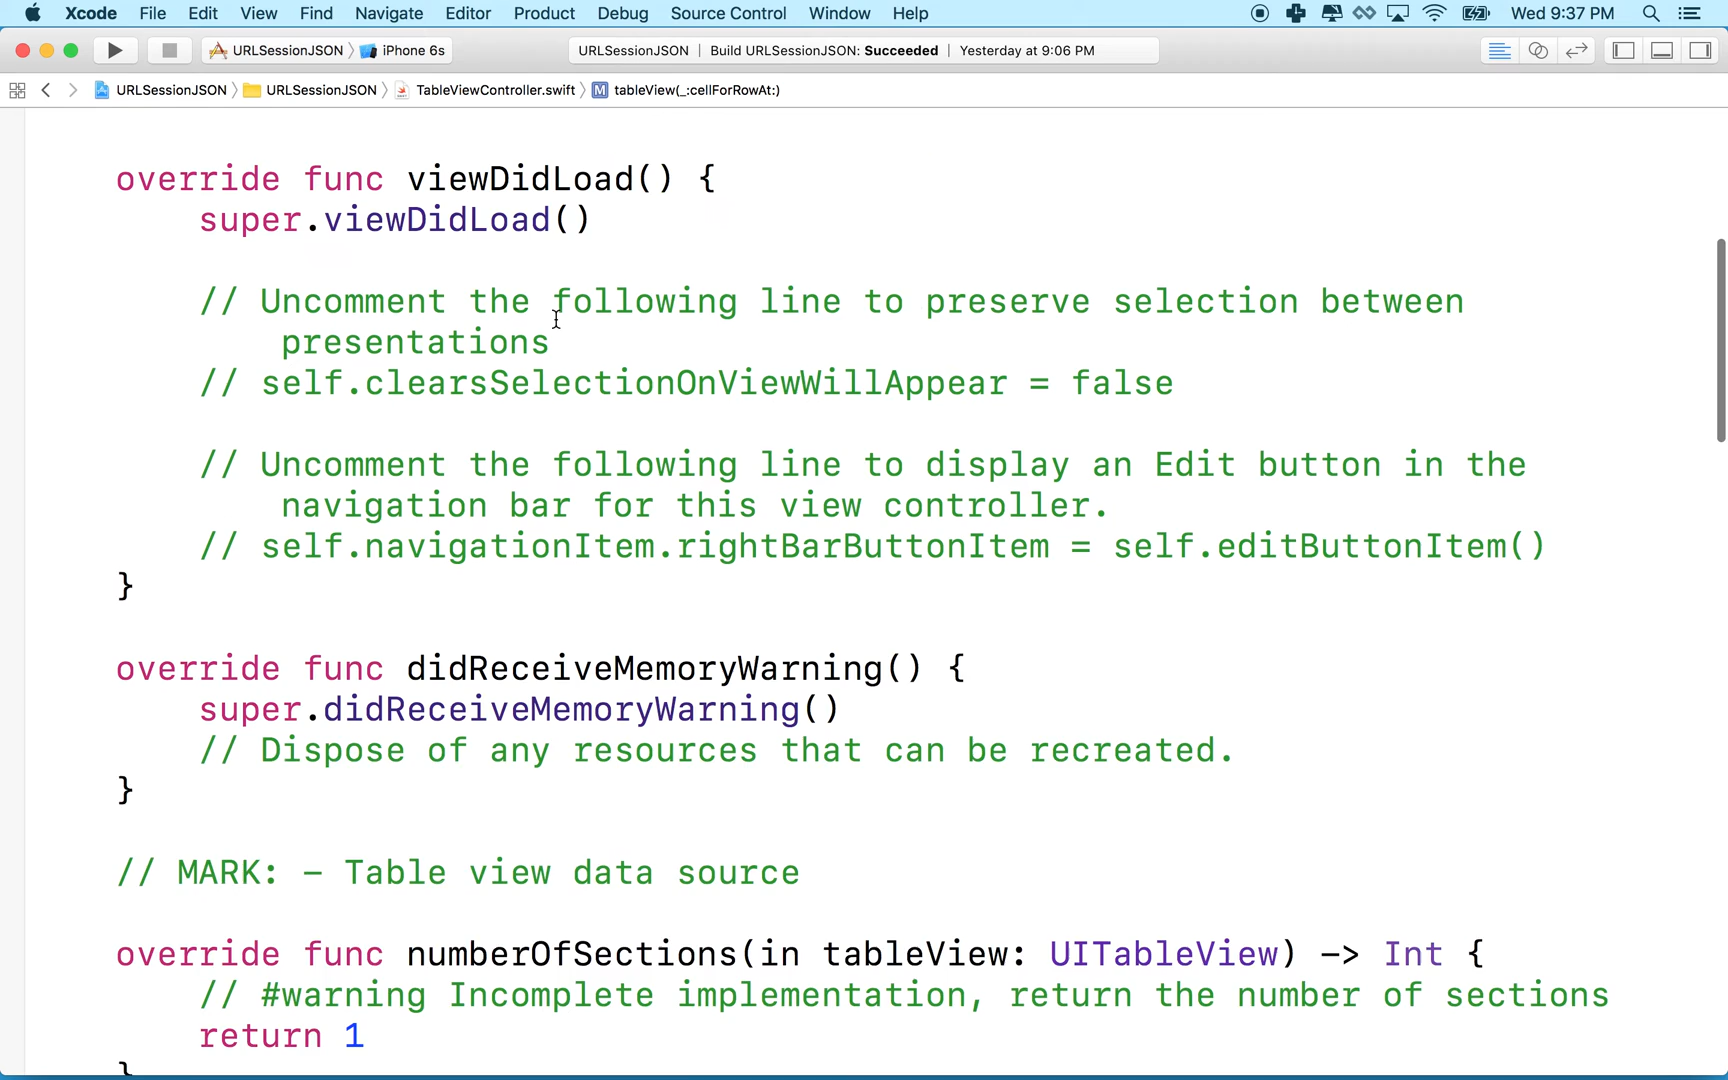 Xcode File Edit View Find Navigate Editor Product Debug Source Control Window Help Wed 9:37 PM
URLSessionJSON iPhone 6s URLSessionJSON | Build URLSessionJSON: Succeeded | Yesterday at 9:06 PM
URLSessionJSON URLSessionJSON TableViewController.swift M tableView(_:cellForRowAt:)
override func viewDidLoad() {
super.viewDidLoad()
// Uncomment the following line to preserve selection between
presentations
// self.clearsSelectionOnViewWillAppear = false
// Uncomment the following line to display an Edit button in the
navigation bar for this view controller.
// self.navigationItem.rightBarButtonItem = self.editButtonItem()
}
override func didReceiveMemoryWarning() {
super.didReceiveMemoryWarning()
// Dispose of any resources that can be recreated.
}
// MARK: - Table view data source
override func numberOfSections(in tableView: UITableView) -> Int {
// #warning Incomplete implementation, return the number of sections
return 1
}